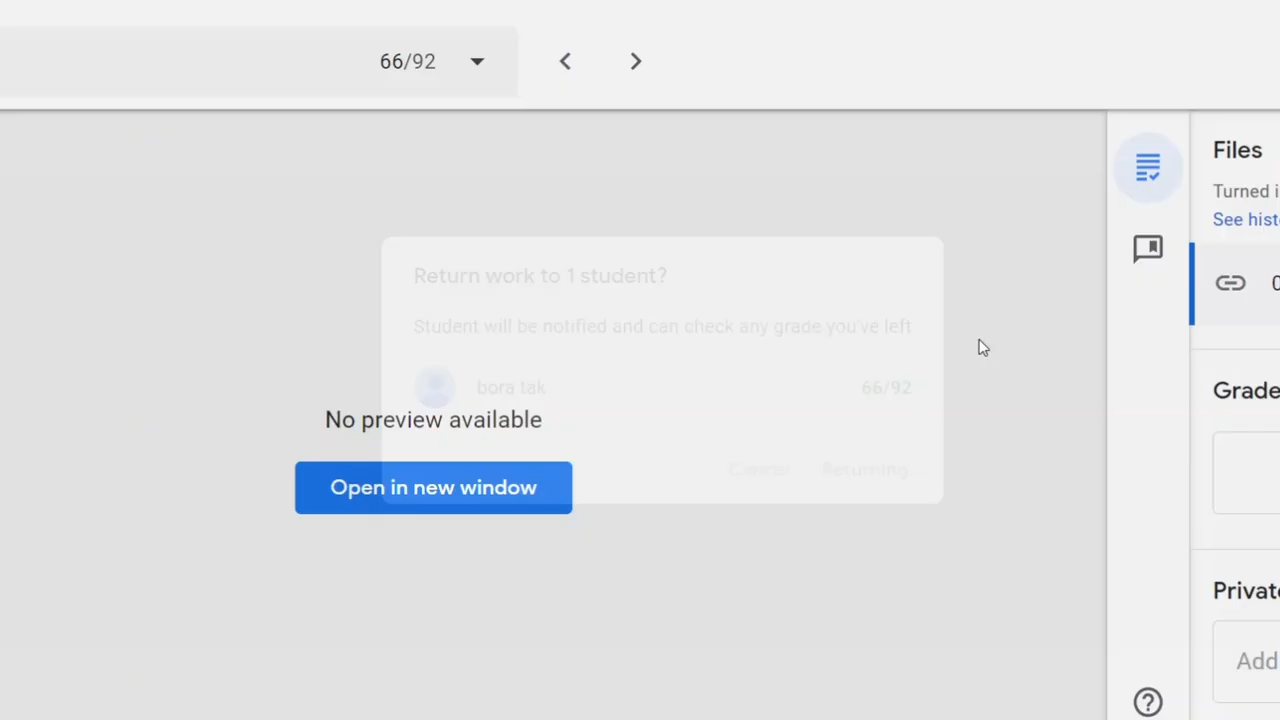 66/92
Files
Turned i
See hist
0
Return work to 1 student?
Student will be notified and can check any grade you've left
bora tak 66/92
No preview available
Cancel Returning...
Open in new window
Grade
Private
Add